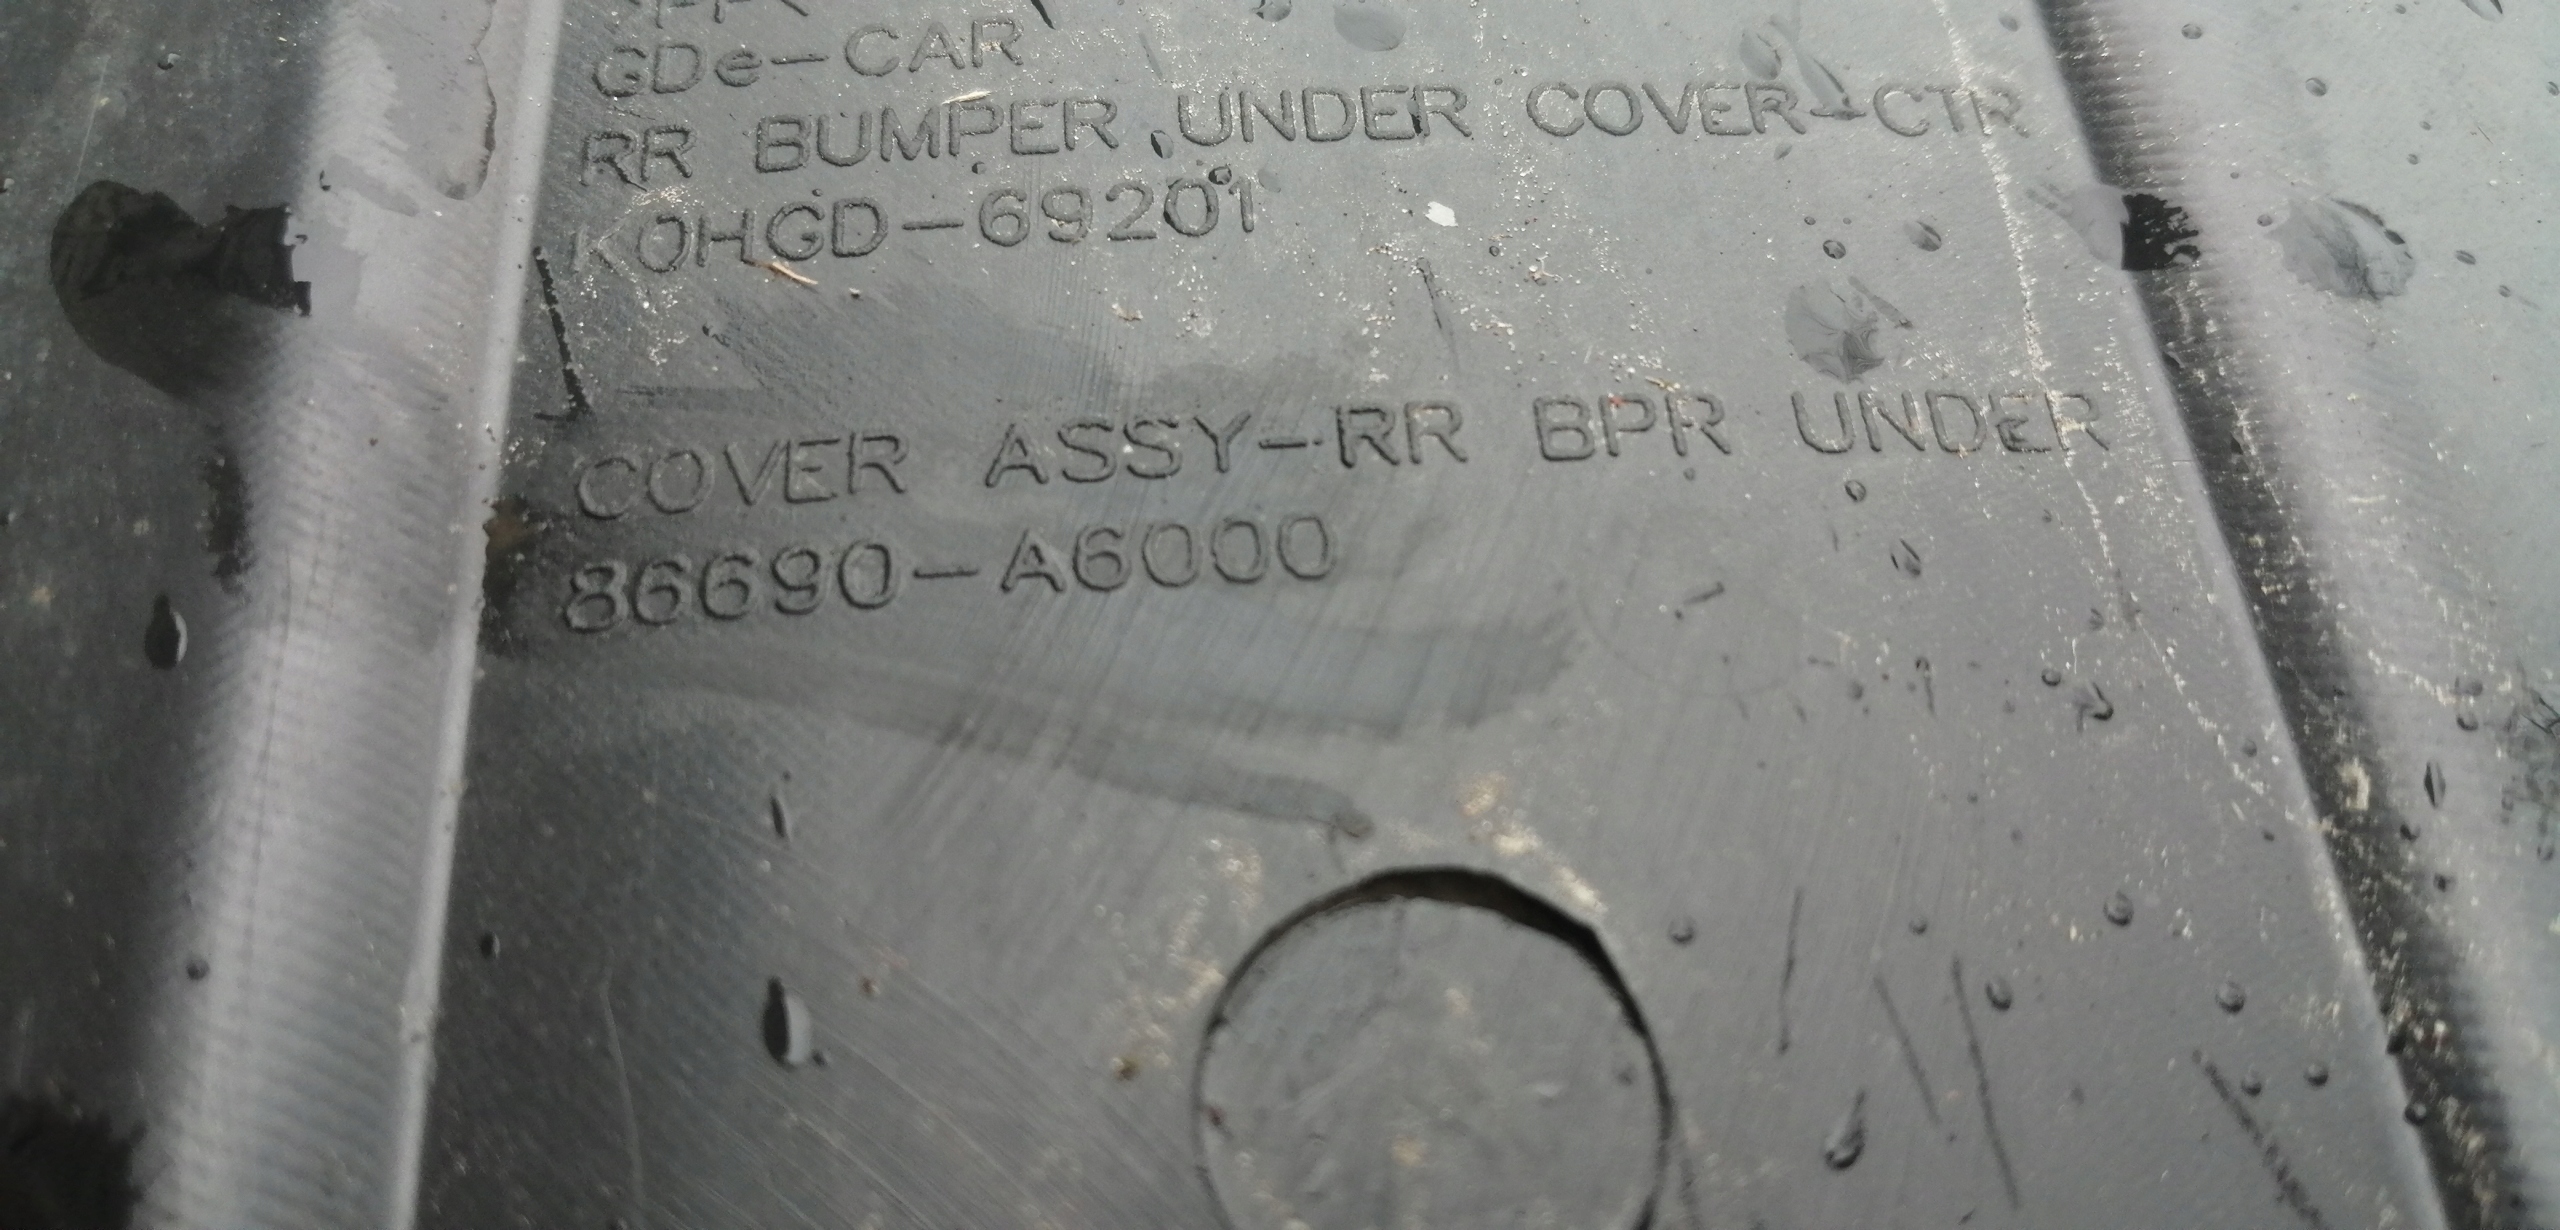 GDe-CAR
RR BUMPER UNDER COVER-CTR
K0HGD-69201
COVER ASSY-RR BPR UNDER
86690-A6000